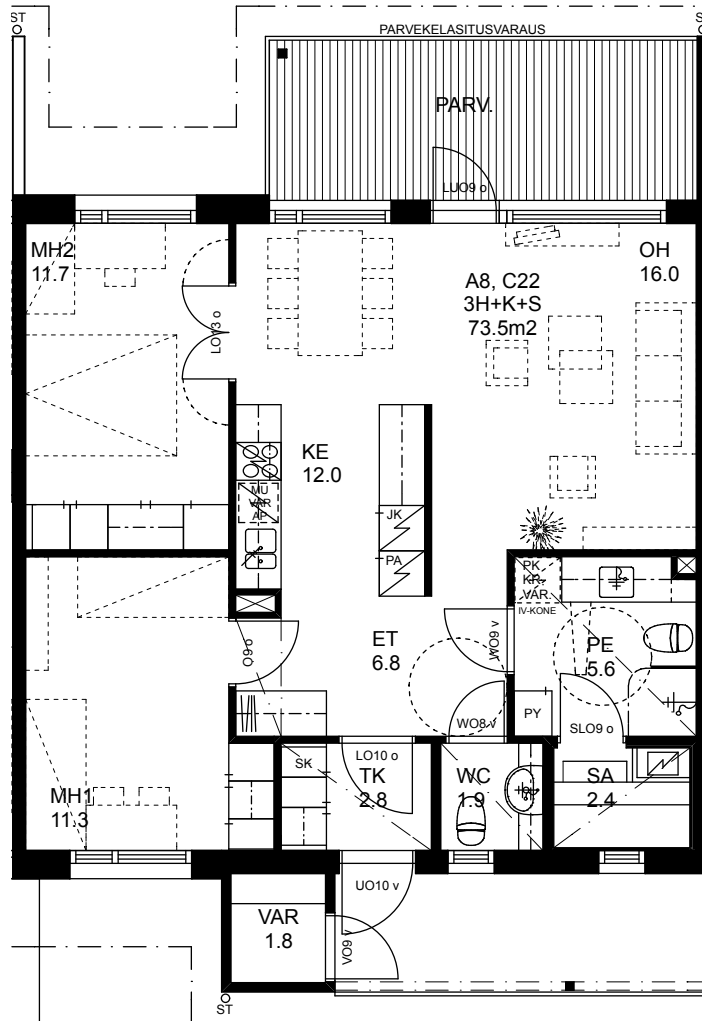 ST
S
PARVEKELASITUSVARAUS
PARV.
LUO9 o
MH2
11.7
OH
16.0
A8, C22
3H+K+S
73.5m2
LO13 o
KE
12.0
MU
VAR
AP
JK
PA
PK
KR.
VAR.
IV-KONE
WO9 v
O9 o
ET
6.8
PE
5.6
PY
WO8 v
SLO9 o
LO10 o
SK
TK
2.8
WC
1.9
SA
2.4
MH1
11.3
UO10 v
VAR
1.8
VO9 v
ST